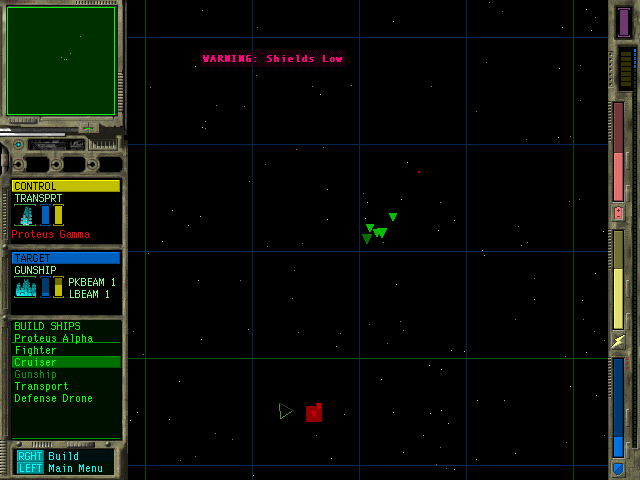 WARNING: Shields Low
CONTROL
TRANSPRT
Proteus Gamma
TARGET
GUNSHIP
PKBEAM 1
LBEAM 1
BUILD SHIPS
Proteus Alpha
Fighter
Cruiser
Gunship
Transport
Defense Drone
RGHT Build
LEFT Main Menu